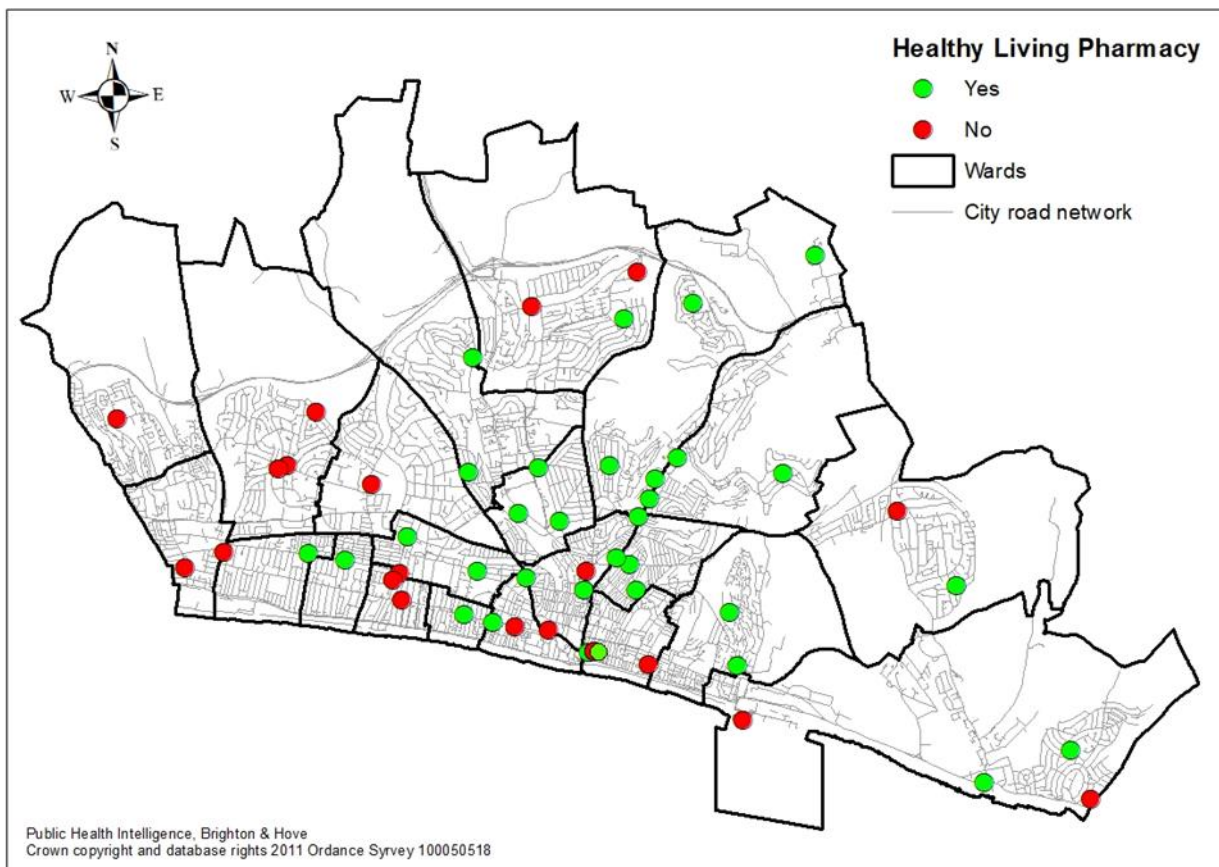 N
W E
S
Healthy Living Pharmacy
Yes
No
Wards
City road network
Public Health Intelligence, Brighton & Hove
Crown copyright and database rights 2011 Ordance Syrvey 100050518